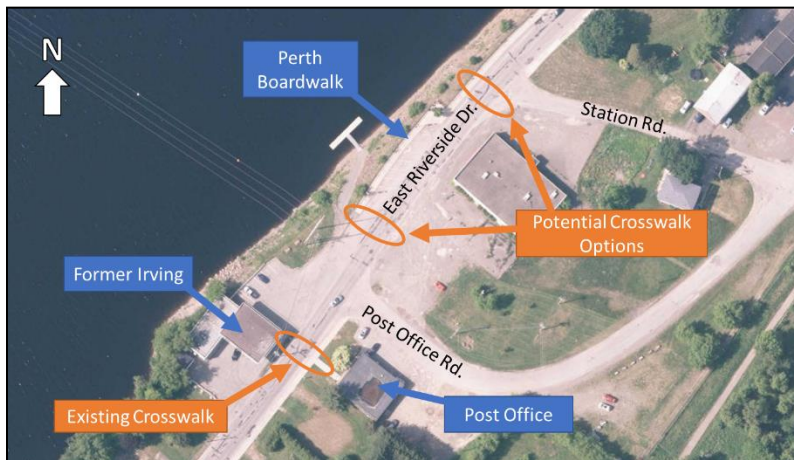 N
Perth
Boardwalk
East Riverside Dr.
Station Rd.
Potential Crosswalk
Options
Former Irving
Post Office Rd.
Existing Crosswalk
Post Office